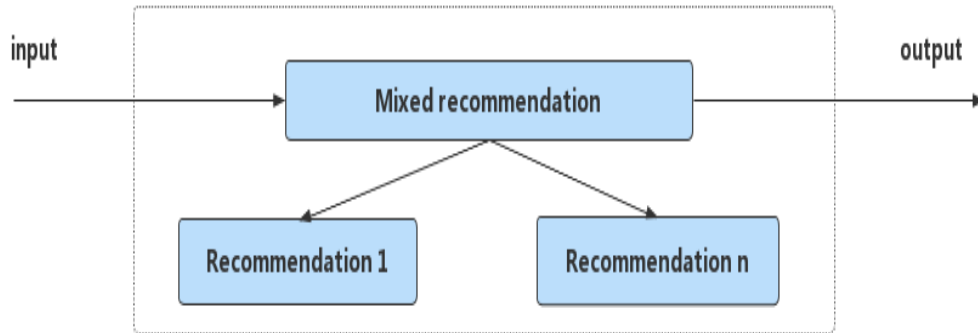 input
output
Mixed recommendation
Recommendation 1
Recommendation n